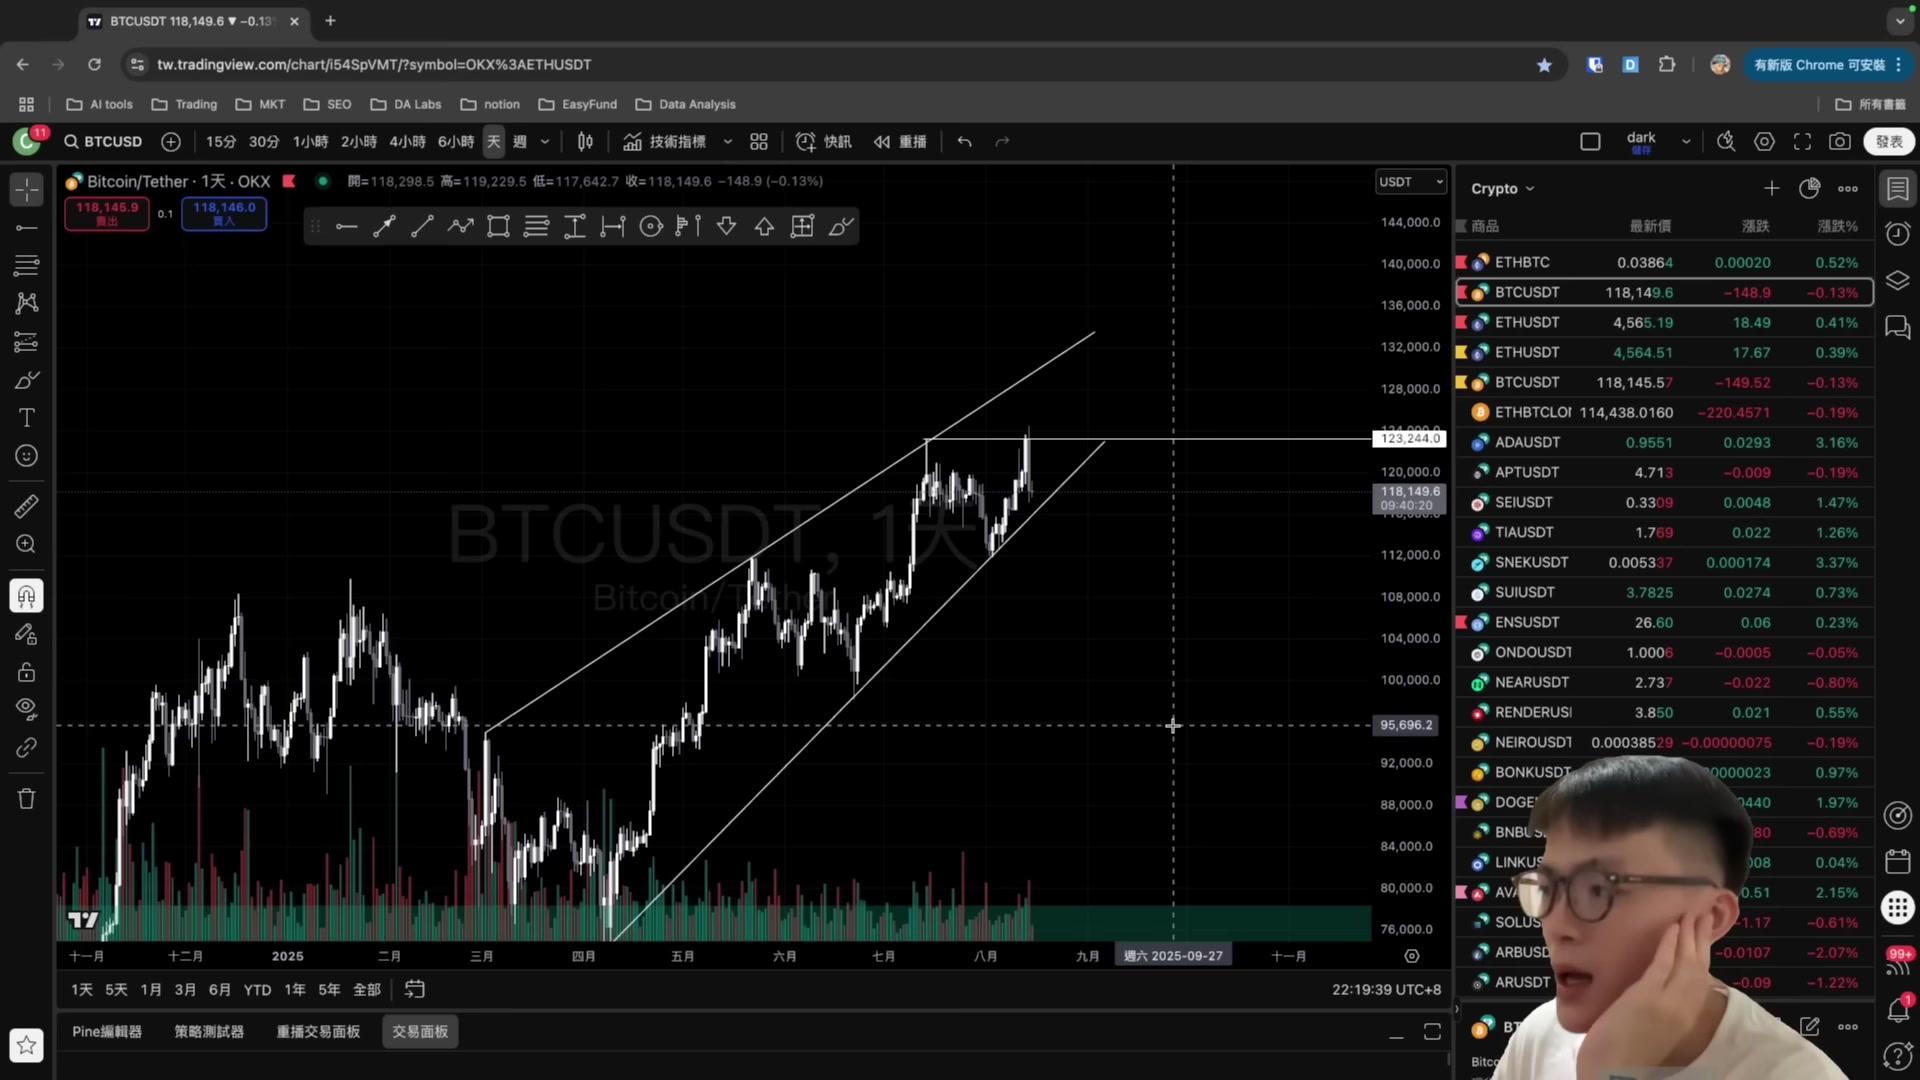 BTCUSDT 118,149.6 ▼ −0.13
tw.tradingview.com/chart/i54SpVMT/?symbol=OKX%3AETHUSDT
有新版 Chrome 可安裝
AI tools Trading MKT SEO DA Labs notion EasyFund Data Analysis 所有書籤
11 BTCUSD 15分 30分 1小時 2小時 4小時 6小時 天 週 技術指標 快訊 重播 dark 儲存 發表
Bitcoin/Tether · 1天 · OKX 開=118,298.5 高=119,229.5 低=117,642.7 收=118,149.6 −148.9 (−0.13%)
118,145.9 賣出 0.1 118,146.0 買入
USDT
144,000.0
140,000.0
136,000.0
132,000.0
128,000.0
124,000.0
123,244.0
120,000.0
118,149.6
09:40:20
116,000.0
112,000.0
108,000.0
104,000.0
100,000.0
95,696.2
92,000.0
88,000.0
84,000.0
80,000.0
76,000.0
BTCUSDT, 1天
Bitcoin/Tether
十一月 十二月 2025 二月 三月 四月 五月 六月 七月 八月 九月 週六 2025-09-27 十一月
1天 5天 1月 3月 6月 YTD 1年 5年 全部 22:19:39 UTC+8
Pine編輯器 策略測試器 重播交易面板 交易面板
Crypto
商品 最新價 漲跌 漲跌%
ETHBTC 0.03864 0.00020 0.52%
BTCUSDT 118,149.6 −148.9 −0.13%
ETHUSDT 4,565.19 18.49 0.41%
ETHUSDT 4,564.51 17.67 0.39%
BTCUSDT 118,145.57 −149.52 −0.13%
ETHBTCLO 114,438.0160 −220.4571 −0.19%
ADAUSDT 0.9551 0.0293 3.16%
APTUSDT 4.713 −0.009 −0.19%
SEIUSDT 0.3309 0.0048 1.47%
TIAUSDT 1.769 0.022 1.26%
SNEKUSDT 0.005337 0.000174 3.37%
SUIUSDT 3.7825 0.0274 0.73%
ENSUSDT 26.60 0.06 0.23%
ONDOUSDT 1.0006 −0.0005 −0.05%
NEARUSDT 2.737 −0.022 −0.80%
RENDERUS 3.850 0.021 0.55%
NEIROUSDT 0.00038529 −0.00000075 −0.19%
BONKUSDT 0000023 0.97%
DOGE 0440 1.97%
BNBUS 80 −0.69%
LINKUS 008 0.04%
AVA 0.51 2.15%
SOLUS −1.17 −0.61%
ARBUSD −0.0107 −2.07%
ARUSDT −0.09 −1.22%
99+
1
BT
Bitco